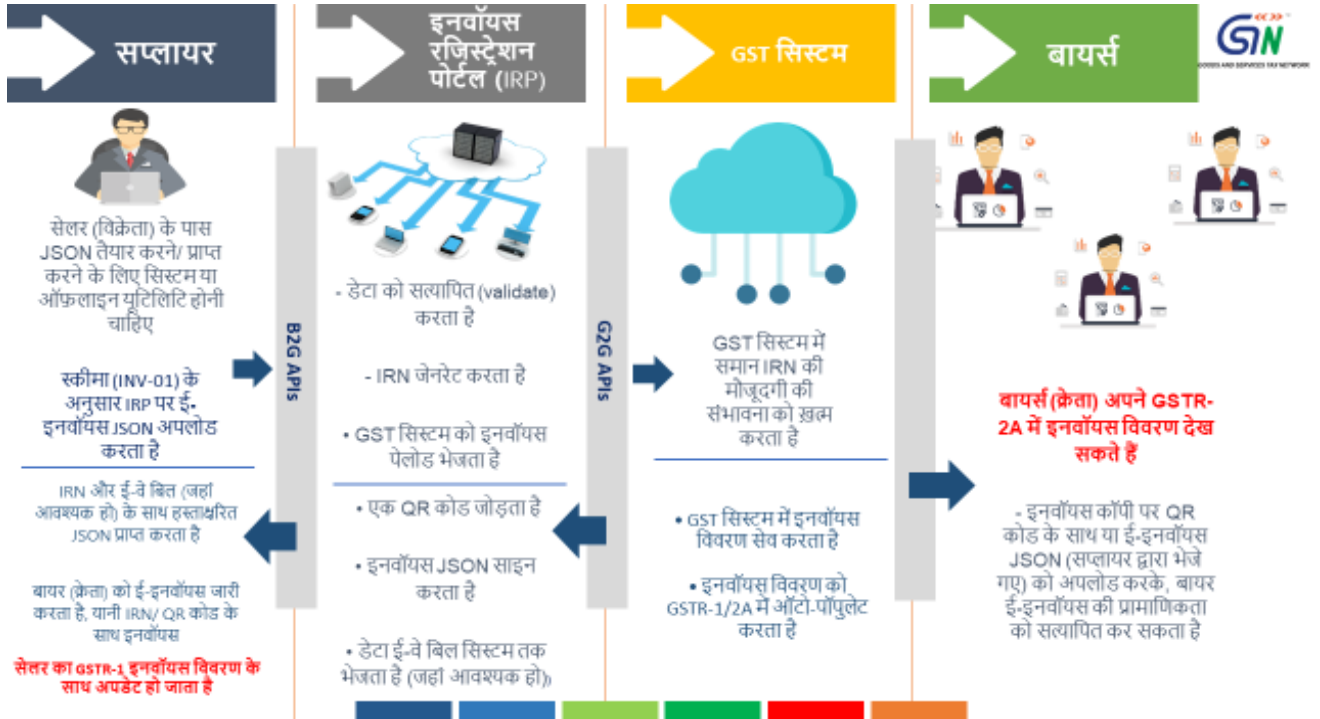 सप्लायर
सेलर (विक्रेता) के पास
JSON तैयार करने/ प्राप्त
करने के लिए सिस्टम या
ऑफ़लाइन यूटिलिटि होनी
चाहिए
स्कीमा (INV-01) के
अनुसार IRP पर ई-
इनवॉयस JSON अपलोड
करता है
IRN और ई-वे बिल (जहां
आवश्यक हो) के साथ हस्ताक्षरित
JSON प्राप्त करता है
बायर (क्रेता) को ई-इनवॉयस जारी
करता है, यानी IRN/ QR कोड के
साथ इनवॉयस
सेलर का GSTR-1 इनवॉयस विवरण के
साथ अपडेट हो जाता है
B2G APIs
इनवॉयस
रजिस्ट्रेशन
पोर्टल (IRP)
- डेटा को सत्यापित (validate)
करता है
- IRN जेनरेट करता है
• GST सिस्टम को इनवॉयस
पेलोड भेजता है
• एक QR कोड जोड़ता है
• इनवॉयस JSON साइन
करता है
• डेटा ई-वे बिल सिस्टम तक
भेजता है (जहां आवश्यक हो))
G2G APIs
GST सिस्टम
GST सिस्टम में
समान IRN की
मौजूदगी की
संभावना को ख़त्म
करता है
• GST सिस्टम में इनवॉयस
विवरण सेव करता है
• इनवॉयस विवरण को
GSTR-1/2A में ऑटो-पॉपुलेट
करता है
बायर्स
GSTN
GOODS AND SERVICES TAX NETWORK
बायर्स (क्रेता) अपने GSTR-
2A में इनवॉयस विवरण देख
सकते हैं
- इनवॉयस कॉपी पर QR
कोड के साथ या ई-इनवॉयस
JSON (सप्लायर द्वारा भेजे
गए) को अपलोड करके, बायर
ई-इनवॉयस की प्रामाणिकता
को सत्यापित कर सकता है